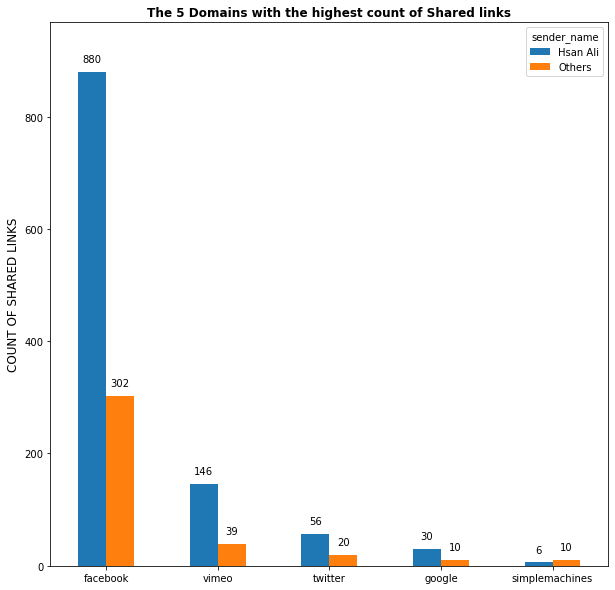 The 5 Domains with the highest count of Shared links
sender_name
Hsan Ali
Others
COUNT OF SHARED LINKS
800
600
400
200
0
880
302
146
39
56
20
30
10
6
10
facebook
vimeo
twitter
google
simplemachines